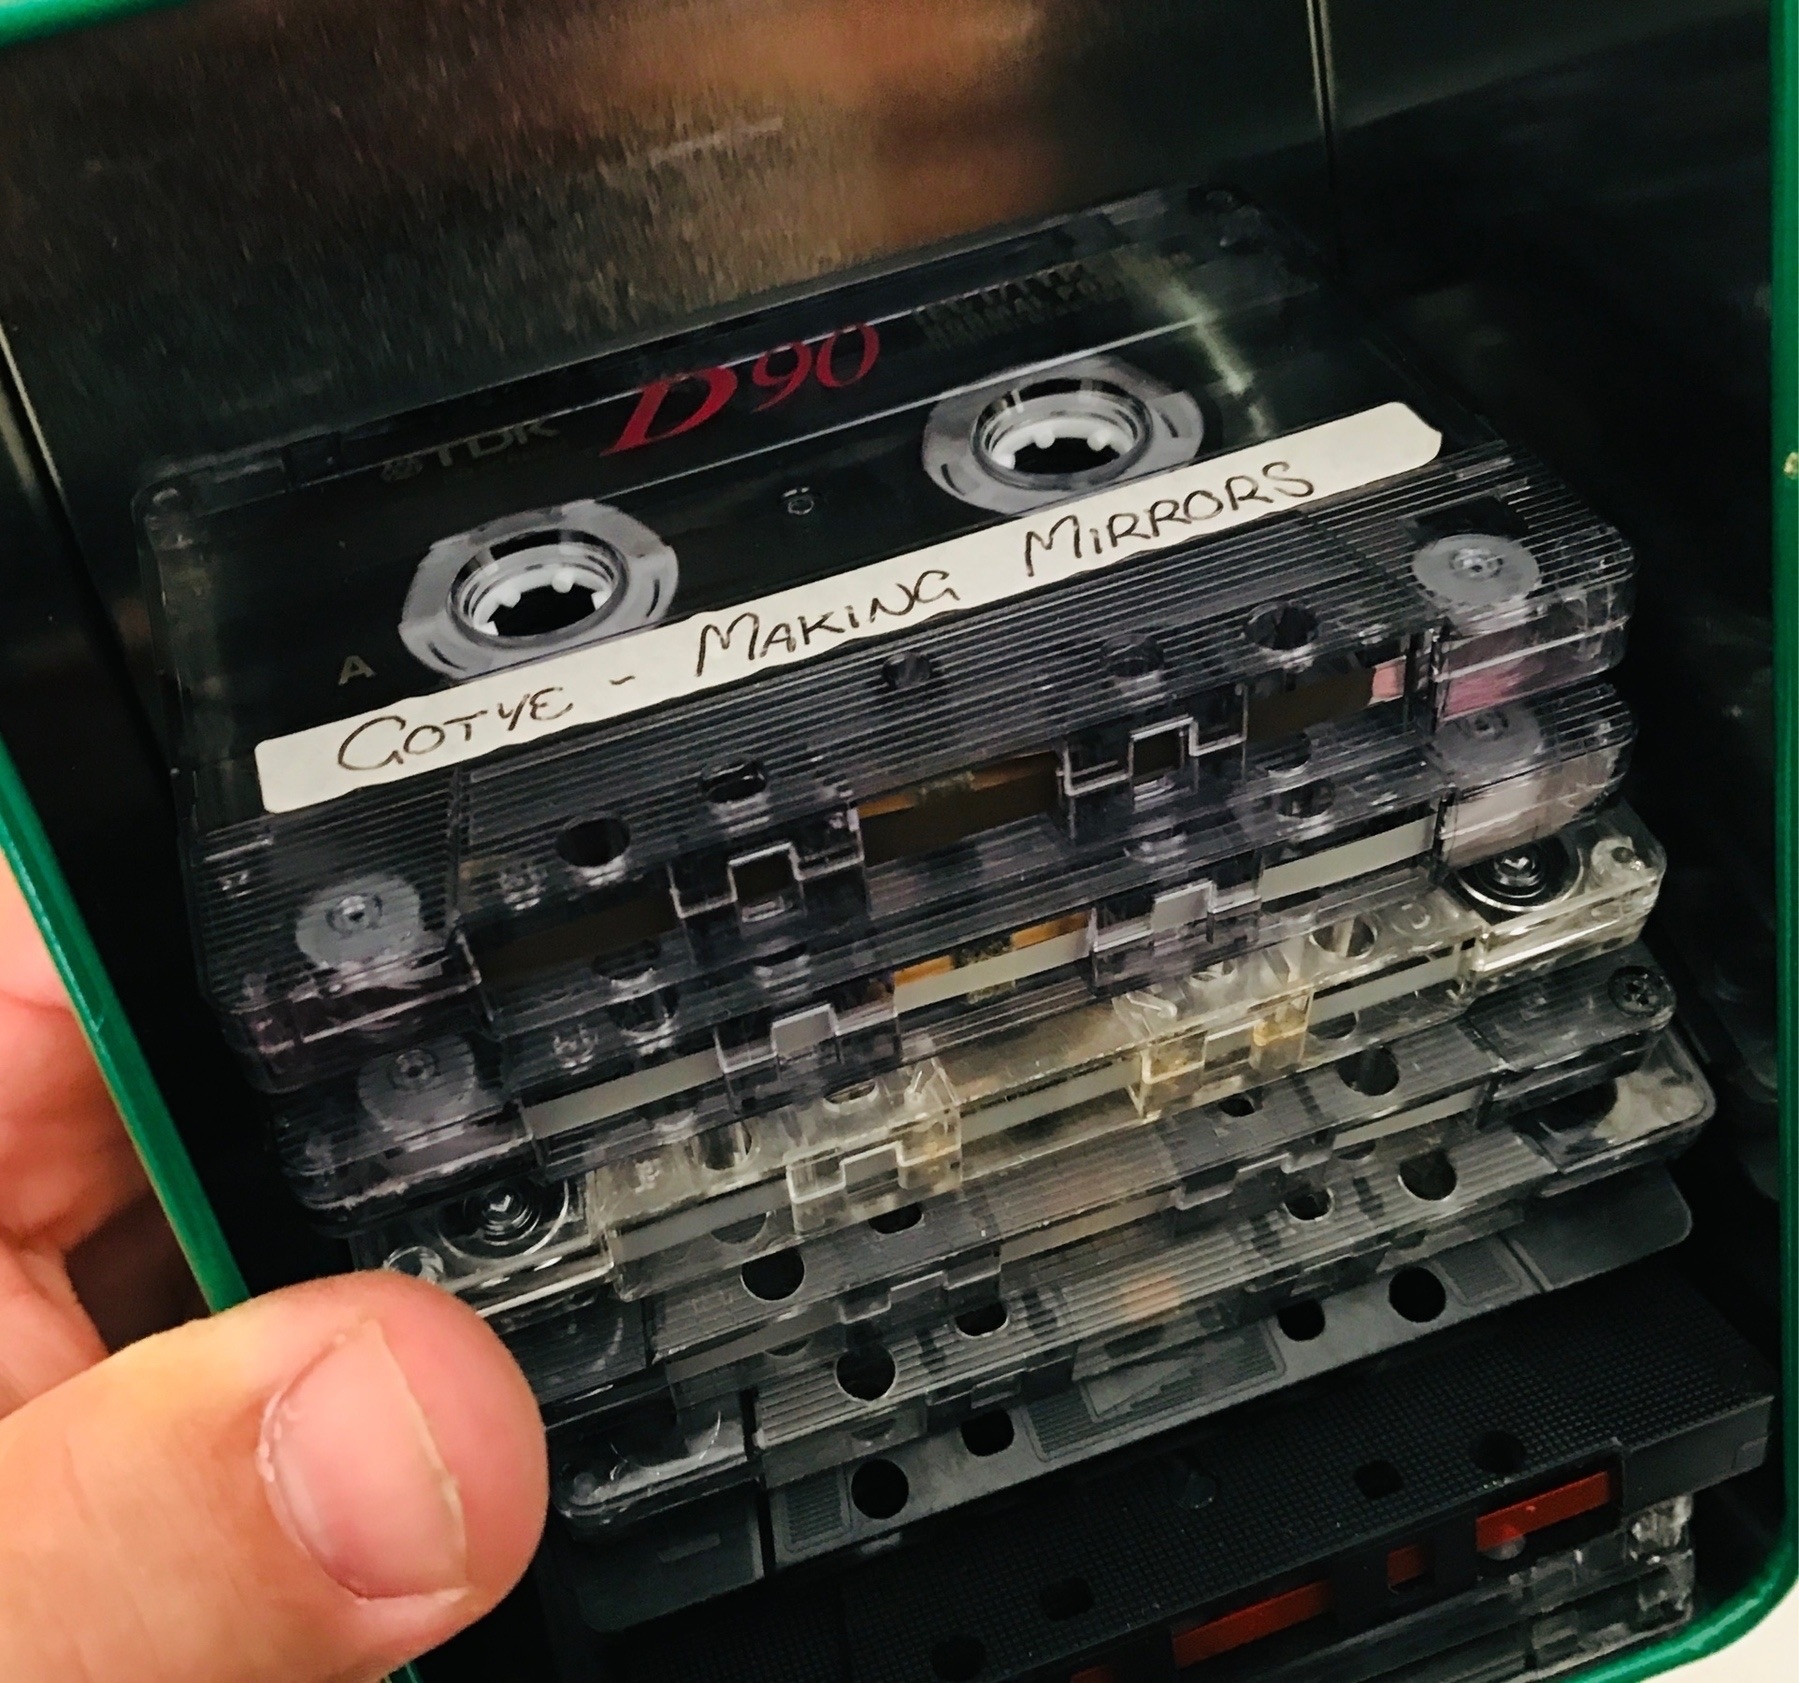 TDK D90
A
GOTYE - MAKING MIRRORS